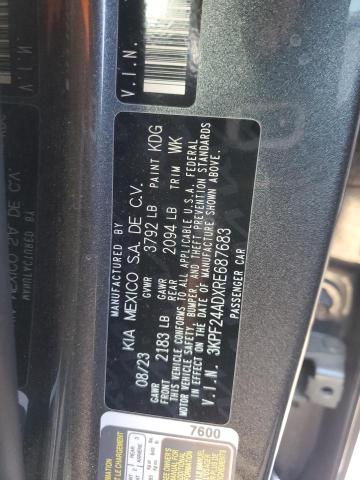 V.I.N.
MANUFACTURED BY
KIA MEXICO S.A. DE C.V.
08/23 GVWR 3792 LB PAINT KDG
GAWR FRONT 2183 LB GAWR REAR 2094 LB TRIM WK
THIS VEHICLE CONFORMS TO ALL APPLICABLE U.S.A. FEDERAL
MOTOR VEHICLE SAFETY, BUMPER, AND THEFT PREVENTION STANDARDS
IN EFFECT ON THE DATE OF MANUFACTURE SHOWN ABOVE.
V.I.N. 3KPF24ADXRE687683
PASSENGER CAR
V.I.N.
7600